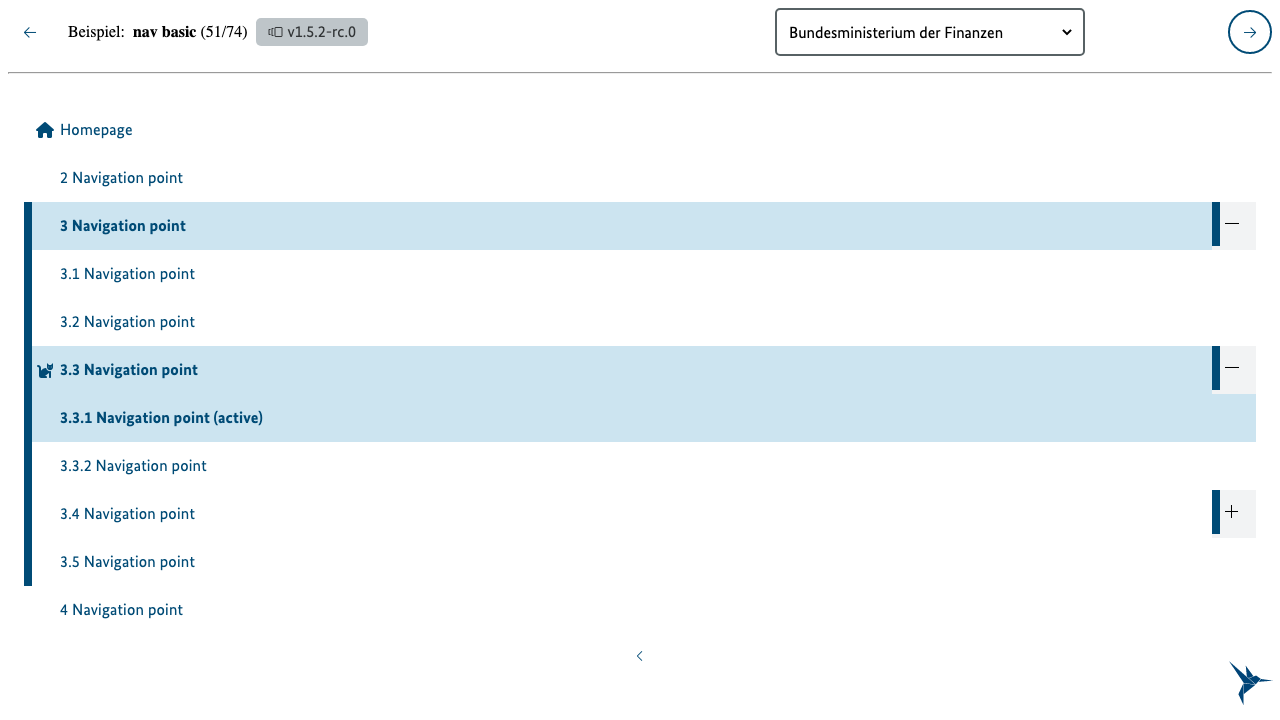 Beispiel: nav basic (51/74) v1.5.2-rc.0 Bundesministerium der Finanzen
Homepage
2 Navigation point
3 Navigation point
3.1 Navigation point
3.2 Navigation point
3.3 Navigation point
3.3.1 Navigation point (active)
3.3.2 Navigation point
3.4 Navigation point
3.5 Navigation point
4 Navigation point